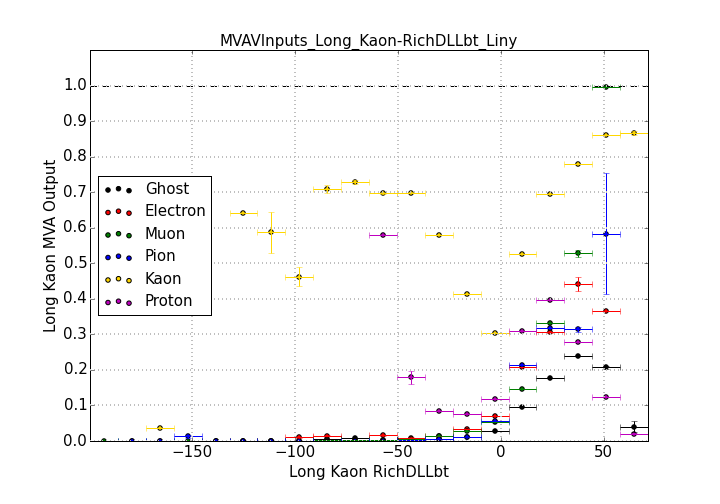 MVAVInputs_Long_Kaon-RichDLLbt_Liny
Long Kaon MVA Output
1.0
0.9
0.8
0.7
0.6
0.5
0.4
0.3
0.2
0.1
0.0
Ghost
Electron
Muon
Pion
Kaon
Proton
−150
−100
−50
0
50
Long Kaon RichDLLbt